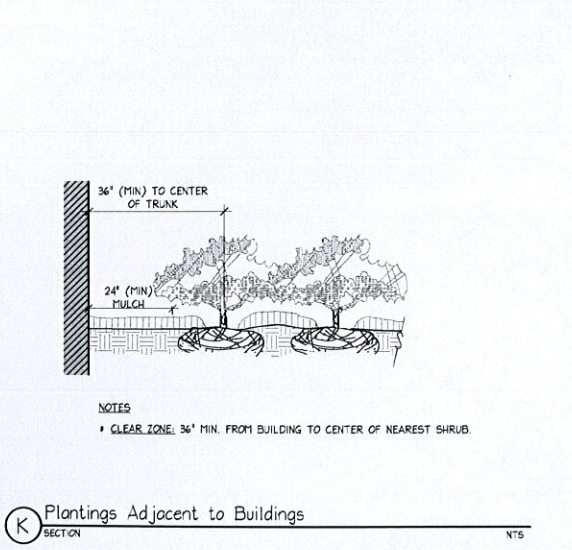 36" (MIN) TO CENTER
OF TRUNK
24" (MIN)
MULCH
NOTES
* CLEAR ZONE: 36" MIN. FROM BUILDING TO CENTER OF NEAREST SHRUB.
K
Plantings Adjacent to Buildings
SECTION
NTS